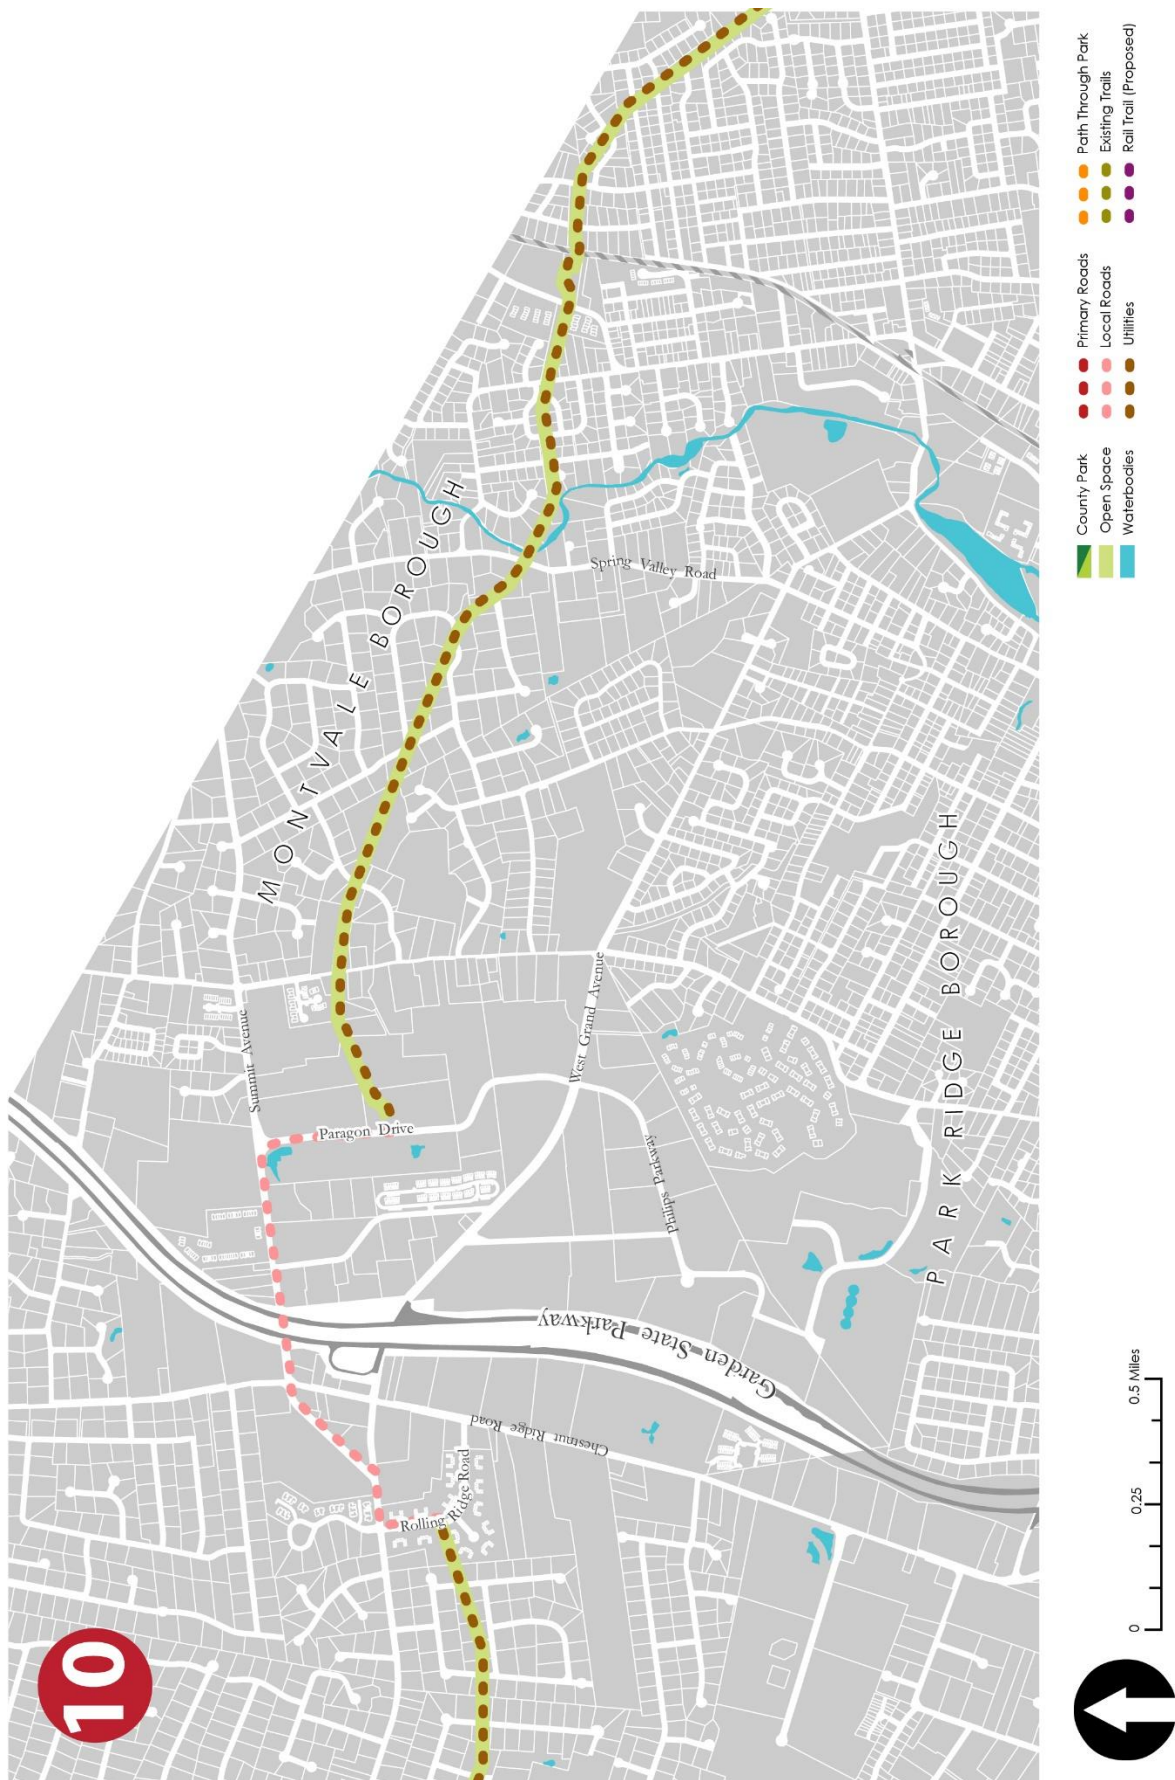 10
MONTVALE BOROUGH
Summit Avenue
Paragon Drive
Spring Valley Road
West Grand Avenue
Philips Parkway
Garden State Parkway
Chestnut Ridge Road
Rolling Ridge Road
PARK RIDGE BOROUGH
0 0.25 0.5 Miles
County Park
Open Space
Waterbodies
Primary Roads
Local Roads
Utilities
Path Through Park
Existing Trails
Rail Trail (Proposed)